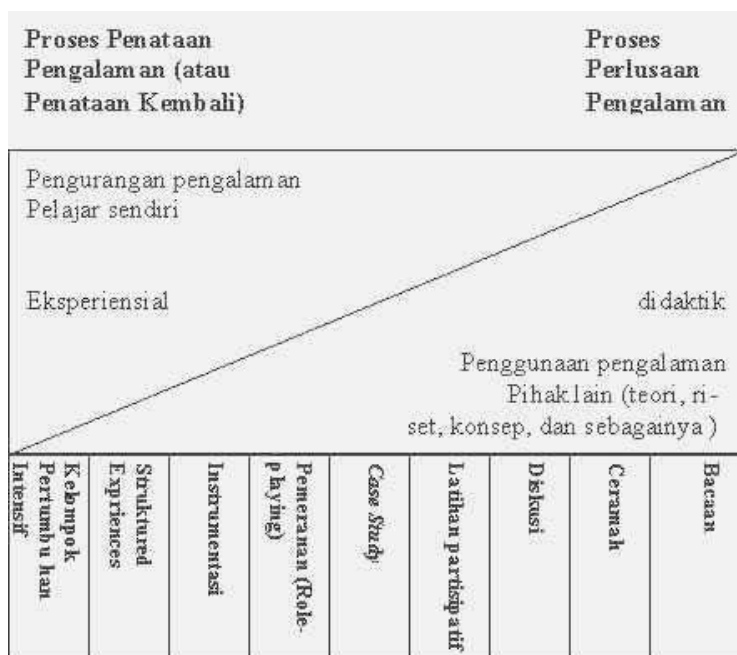 Proses Penataan
Pengalaman (atau
Penataan Kembali)
Proses
Perlusaan
Pengalaman
Pengurangan pengalaman
Pelajar sendiri
Eksperiensial
didaktik
Penggunaan pengalaman
Pihak lain (teori, ri-
set, konsep, dan sebagainya )
Kelompok
Pertumbu han
Intensif
Struktured
Expriences
Instrumentasi
Pemeranan (Role-
playing)
Case Study
Latihan partisipatif
Diskusi
Ceramah
Bacaan